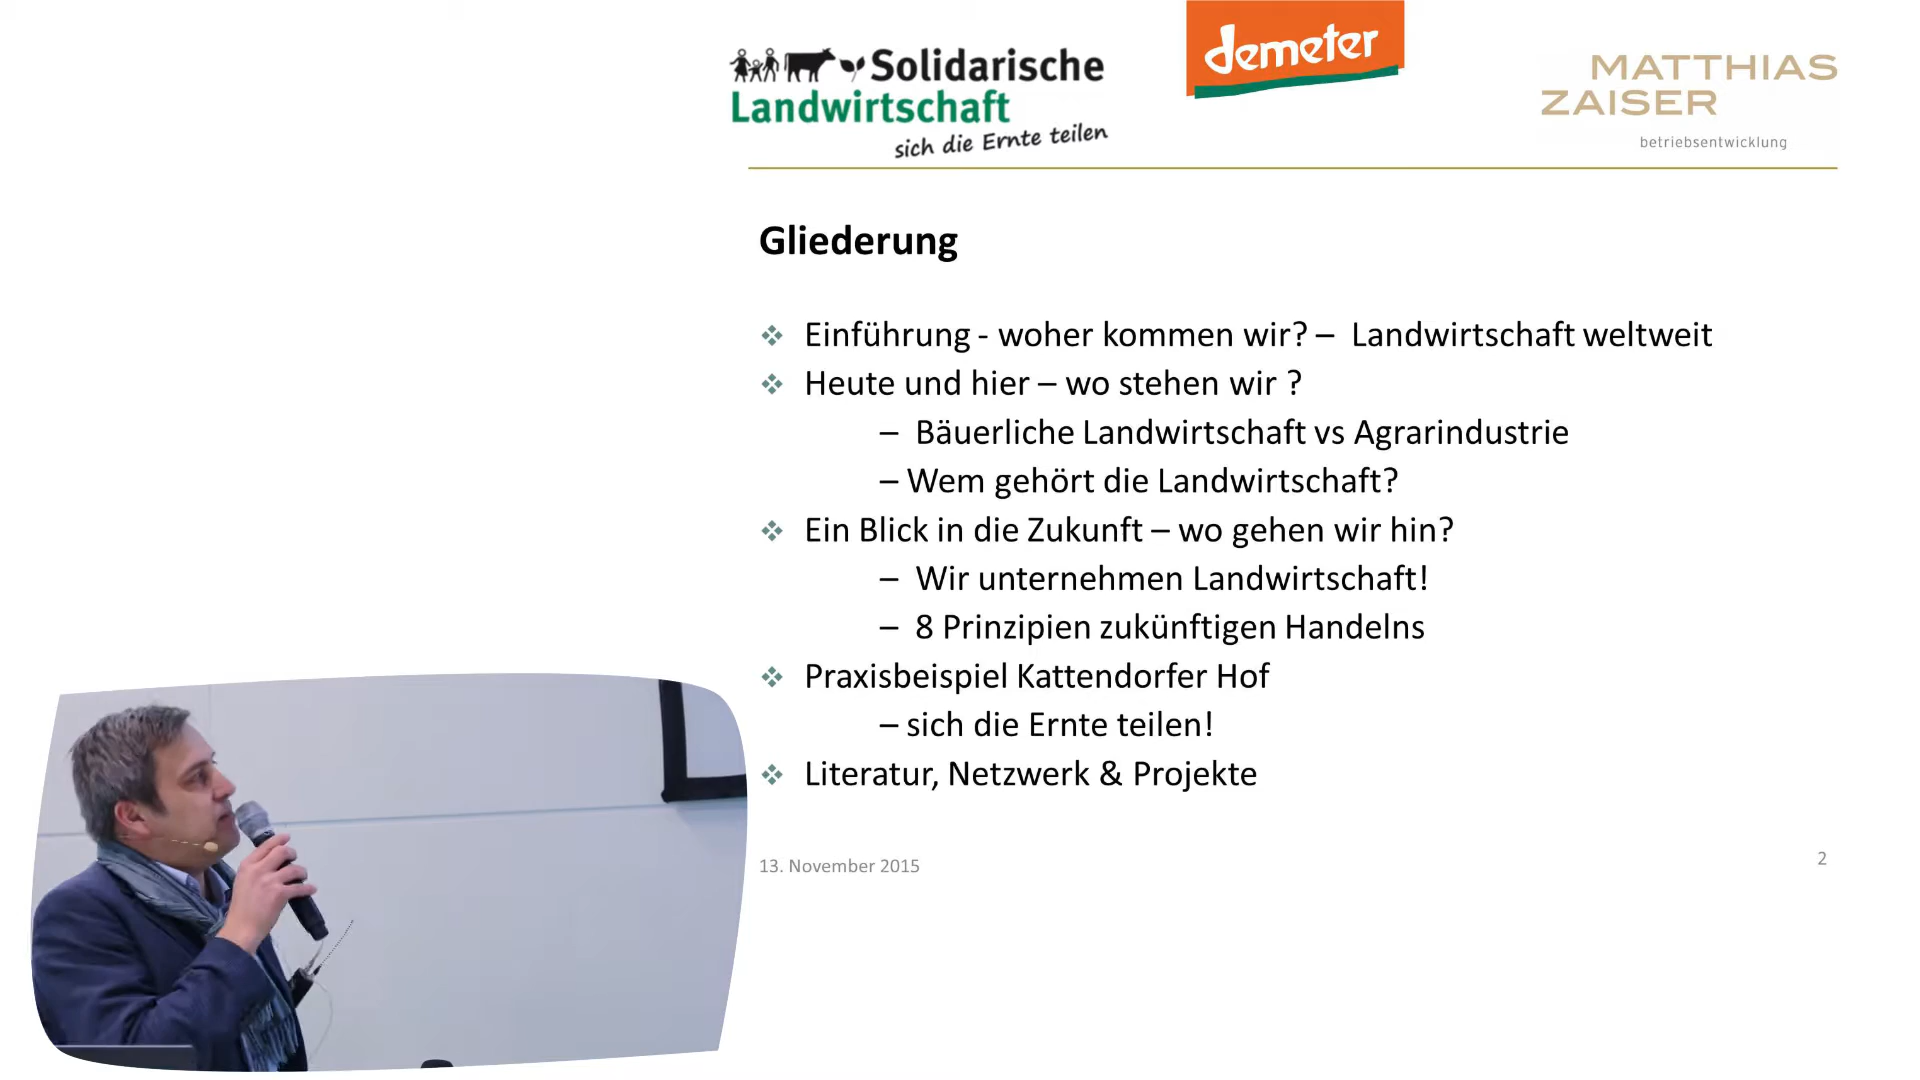 Solidarische
Landwirtschaft
sich die Ernte teilen
demeter
MATTHIAS
ZAISER
betriebsentwicklung
Gliederung
❖ Einführung - woher kommen wir? – Landwirtschaft weltweit
❖ Heute und hier – wo stehen wir ?
– Bäuerliche Landwirtschaft vs Agrarindustrie
– Wem gehört die Landwirtschaft?
❖ Ein Blick in die Zukunft – wo gehen wir hin?
– Wir unternehmen Landwirtschaft!
– 8 Prinzipien zukünftigen Handelns
❖ Praxisbeispiel Kattendorfer Hof
– sich die Ernte teilen!
❖ Literatur, Netzwerk & Projekte
13. November 2015
2